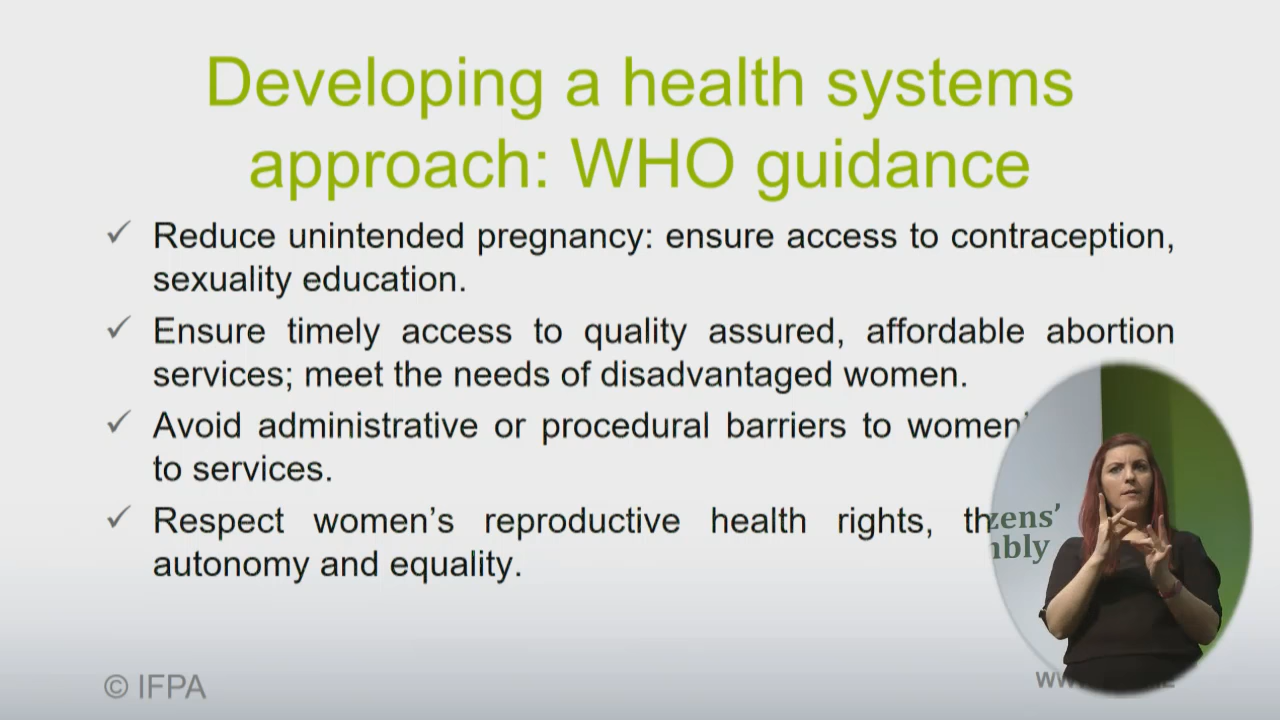 Developing a health systems
approach: WHO guidance
✓ Reduce unintended pregnancy: ensure access to contraception,
sexuality education.
✓ Ensure timely access to quality assured, affordable abortion
services; meet the needs of disadvantaged women.
✓ Avoid administrative or procedural barriers to
to services.
✓ Respect women’s reproductive health rights,
autonomy and equality.
© IFPA